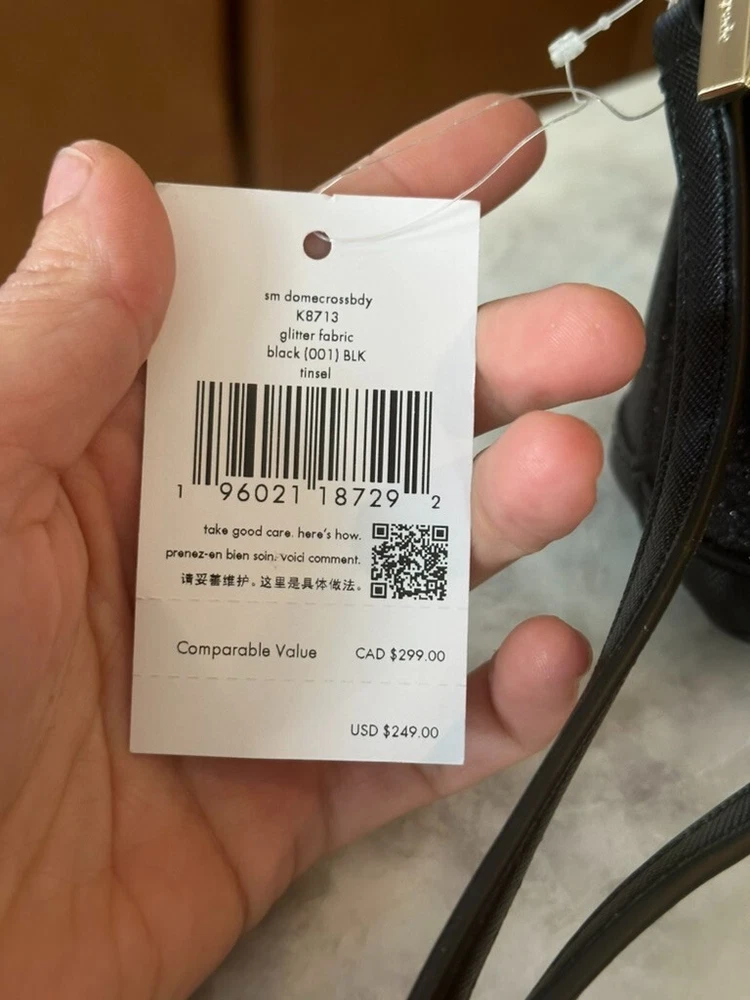 sm domecrossbdy
K8713
glitter fabric
black (001) BLK
tinsel
1 96021 18729 2
take good care. here's how.
prenez-en bien soin. voici comment.
请妥善维护。这里是具体做法。
Comparable Value CAD $299.00
USD $249.00